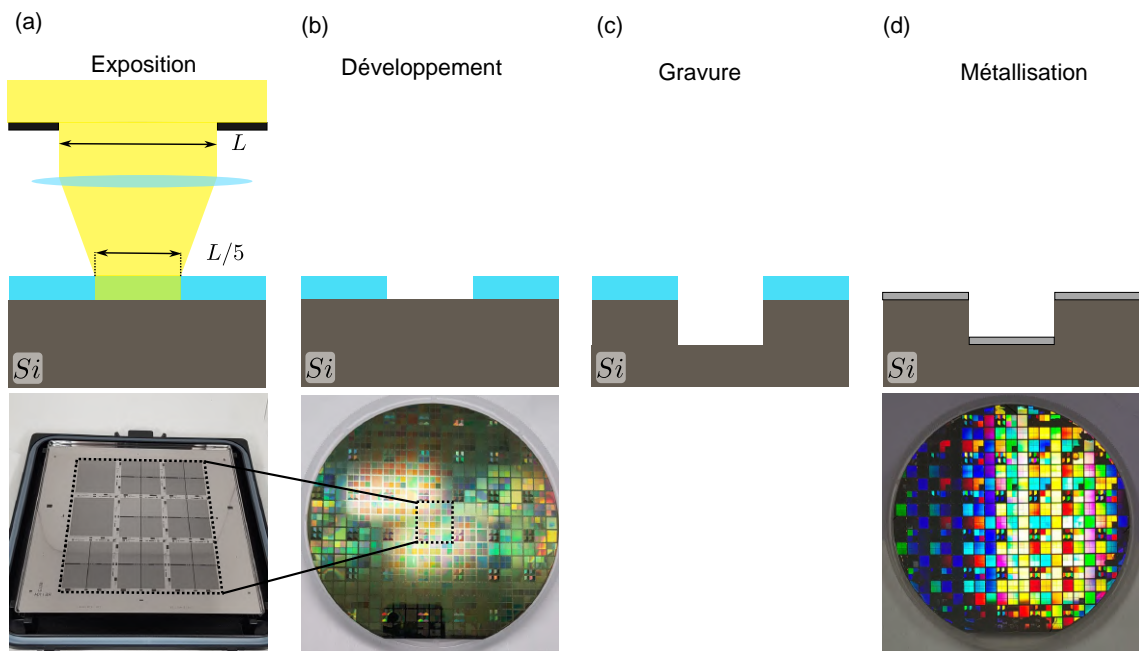 (a)
(b)
(c)
(d)
Exposition
Développement
Gravure
Métallisation
L
L/5
Si
Si
Si
Si